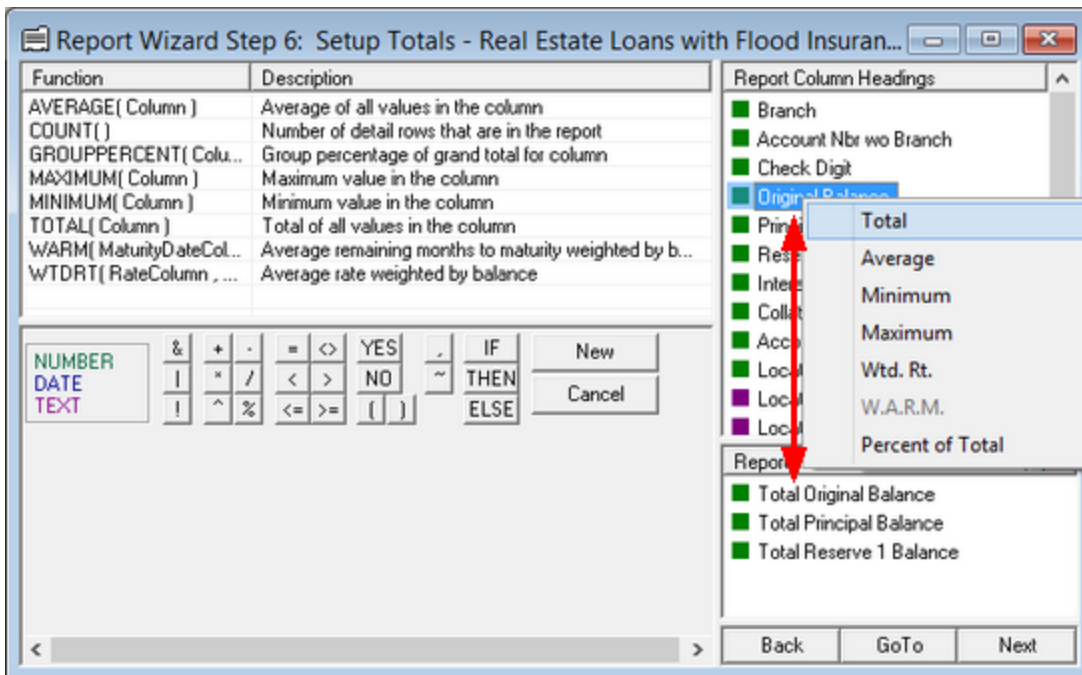 Report Wizard Step 6: Setup Totals - Real Estate Loans with Flood Insuran...
Function Description
AVERAGE( Column ) Average of all values in the column
COUNT( ) Number of detail rows that are in the report
GROUPPERCENT( Colu... Group percentage of grand total for column
MAXIMUM( Column ) Maximum value in the column
MINIMUM( Column ) Minimum value in the column
TOTAL( Column ) Total of all values in the column
WARM( MaturityDateCol... Average remaining months to maturity weighted by b...
WTDRT( RateColumn , ... Average rate weighted by balance
NUMBER
DATE
TEXT
& + - = <> YES , IF New
| * / < > NO ~ THEN Cancel
! ^ % <= >= ( ) ELSE
Report Column Headings
Branch
Account Nbr wo Branch
Check Digit
Original Balance
Total
Average
Minimum
Maximum
Wtd. Rt.
W.A.R.M.
Percent of Total
Report
Total Original Balance
Total Principal Balance
Total Reserve 1 Balance
Back GoTo Next